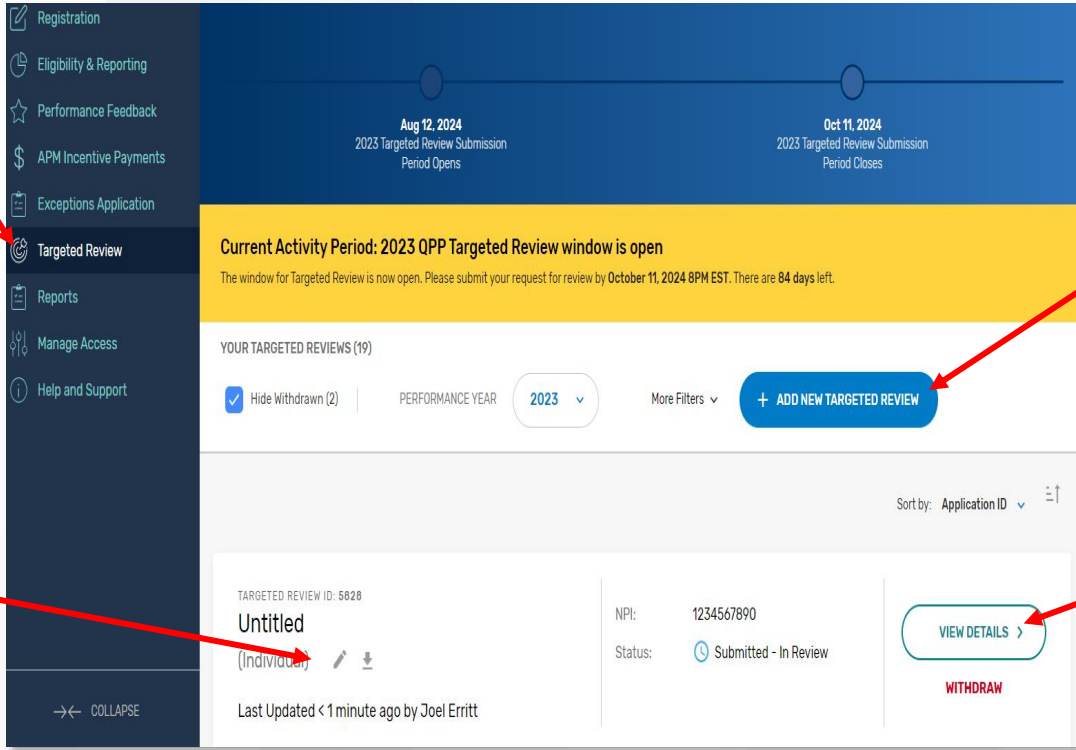 Registration
Eligibility & Reporting
Performance Feedback
APM Incentive Payments
Exceptions Application
Targeted Review
Reports
Manage Access
Help and Support
COLLAPSE
Aug 12, 2024
2023 Targeted Review Submission
Period Opens
Oct 11, 2024
2023 Targeted Review Submission
Period Closes
Current Activity Period: 2023 QPP Targeted Review window is open
The window for Targeted Review is now open. Please submit your request for review by October 11, 2024 8PM EST. There are 84 days left.
YOUR TARGETED REVIEWS (19)
Hide Withdrawn (2)
PERFORMANCE YEAR
2023
More Filters
+ ADD NEW TARGETED REVIEW
Sort by: Application ID
TARGETED REVIEW ID: 5828
Untitled
(Individual)
Last Updated < 1 minute ago by Joel Erritt
NPI: 1234567890
Status: Submitted - In Review
VIEW DETAILS >
WITHDRAW